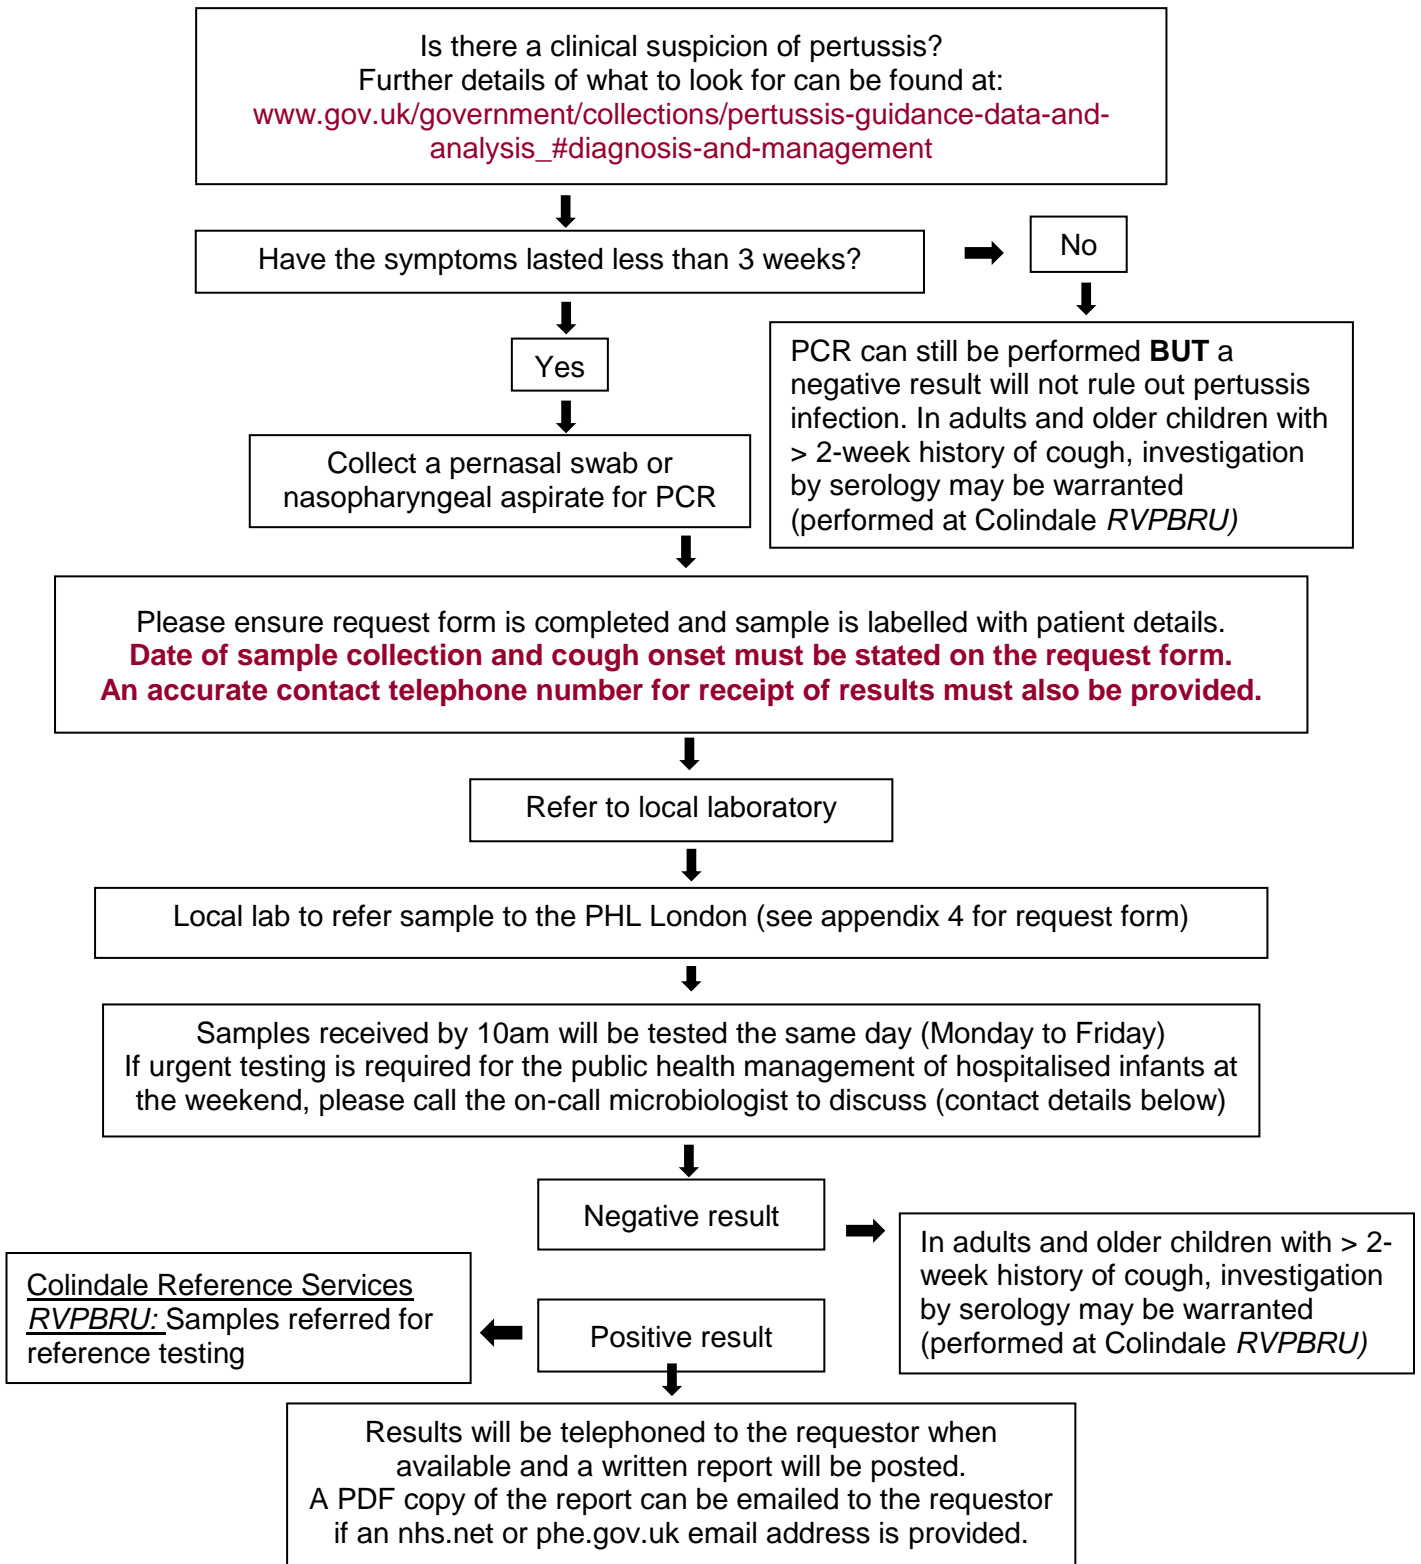 Is there a clinical suspicion of pertussis?
Further details of what to look for can be found at:
www.gov.uk/government/collections/pertussis-guidance-data-and-
analysis_#diagnosis-and-management
Have the symptoms lasted less than 3 weeks?
No
Yes
PCR can still be performed BUT a
negative result will not rule out pertussis
infection. In adults and older children with
> 2-week history of cough, investigation
by serology may be warranted
(performed at Colindale RVPBRU)
Collect a pernasal swab or
nasopharyngeal aspirate for PCR
Please ensure request form is completed and sample is labelled with patient details.
Date of sample collection and cough onset must be stated on the request form.
An accurate contact telephone number for receipt of results must also be provided.
Refer to local laboratory
Local lab to refer sample to the PHL London (see appendix 4 for request form)
Samples received by 10am will be tested the same day (Monday to Friday)
If urgent testing is required for the public health management of hospitalised infants at
the weekend, please call the on-call microbiologist to discuss (contact details below)
Negative result
In adults and older children with > 2-
week history of cough, investigation
by serology may be warranted
(performed at Colindale RVPBRU)
Colindale Reference Services
RVPBRU: Samples referred for
reference testing
Positive result
Results will be telephoned to the requestor when
available and a written report will be posted.
A PDF copy of the report can be emailed to the requestor
if an nhs.net or phe.gov.uk email address is provided.